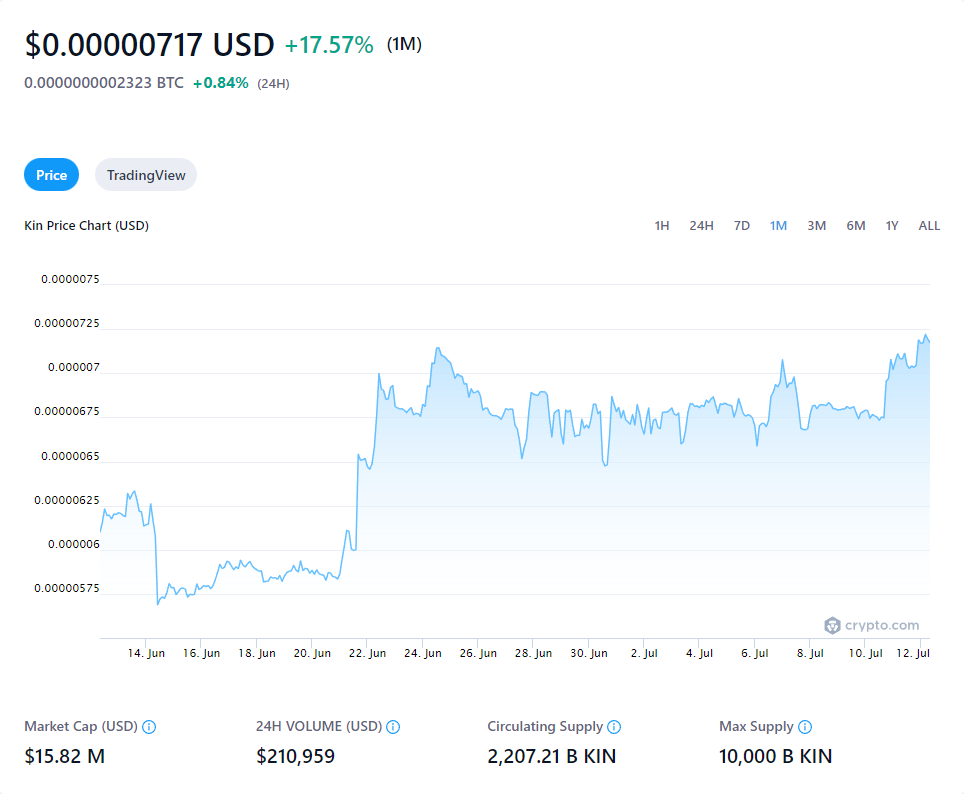 $0.00000717 USD +17.57% (1M)
0.0000000002323 BTC +0.84% (24H)
Price TradingView
Kin Price Chart (USD) 1H 24H 7D 1M 3M 6M 1Y ALL
0.0000075
0.00000725
0.000007
0.00000675
0.0000065
0.00000625
0.000006
0.00000575
crypto.com
14. Jun 16. Jun 18. Jun 20. Jun 22. Jun 24. Jun 26. Jun 28. Jun 30. Jun 2. Jul 4. Jul 6. Jul 8. Jul 10. Jul 12. Jul
Market Cap (USD) 24H VOLUME (USD) Circulating Supply Max Supply
$15.82 M $210,959 2,207.21 B KIN 10,000 B KIN